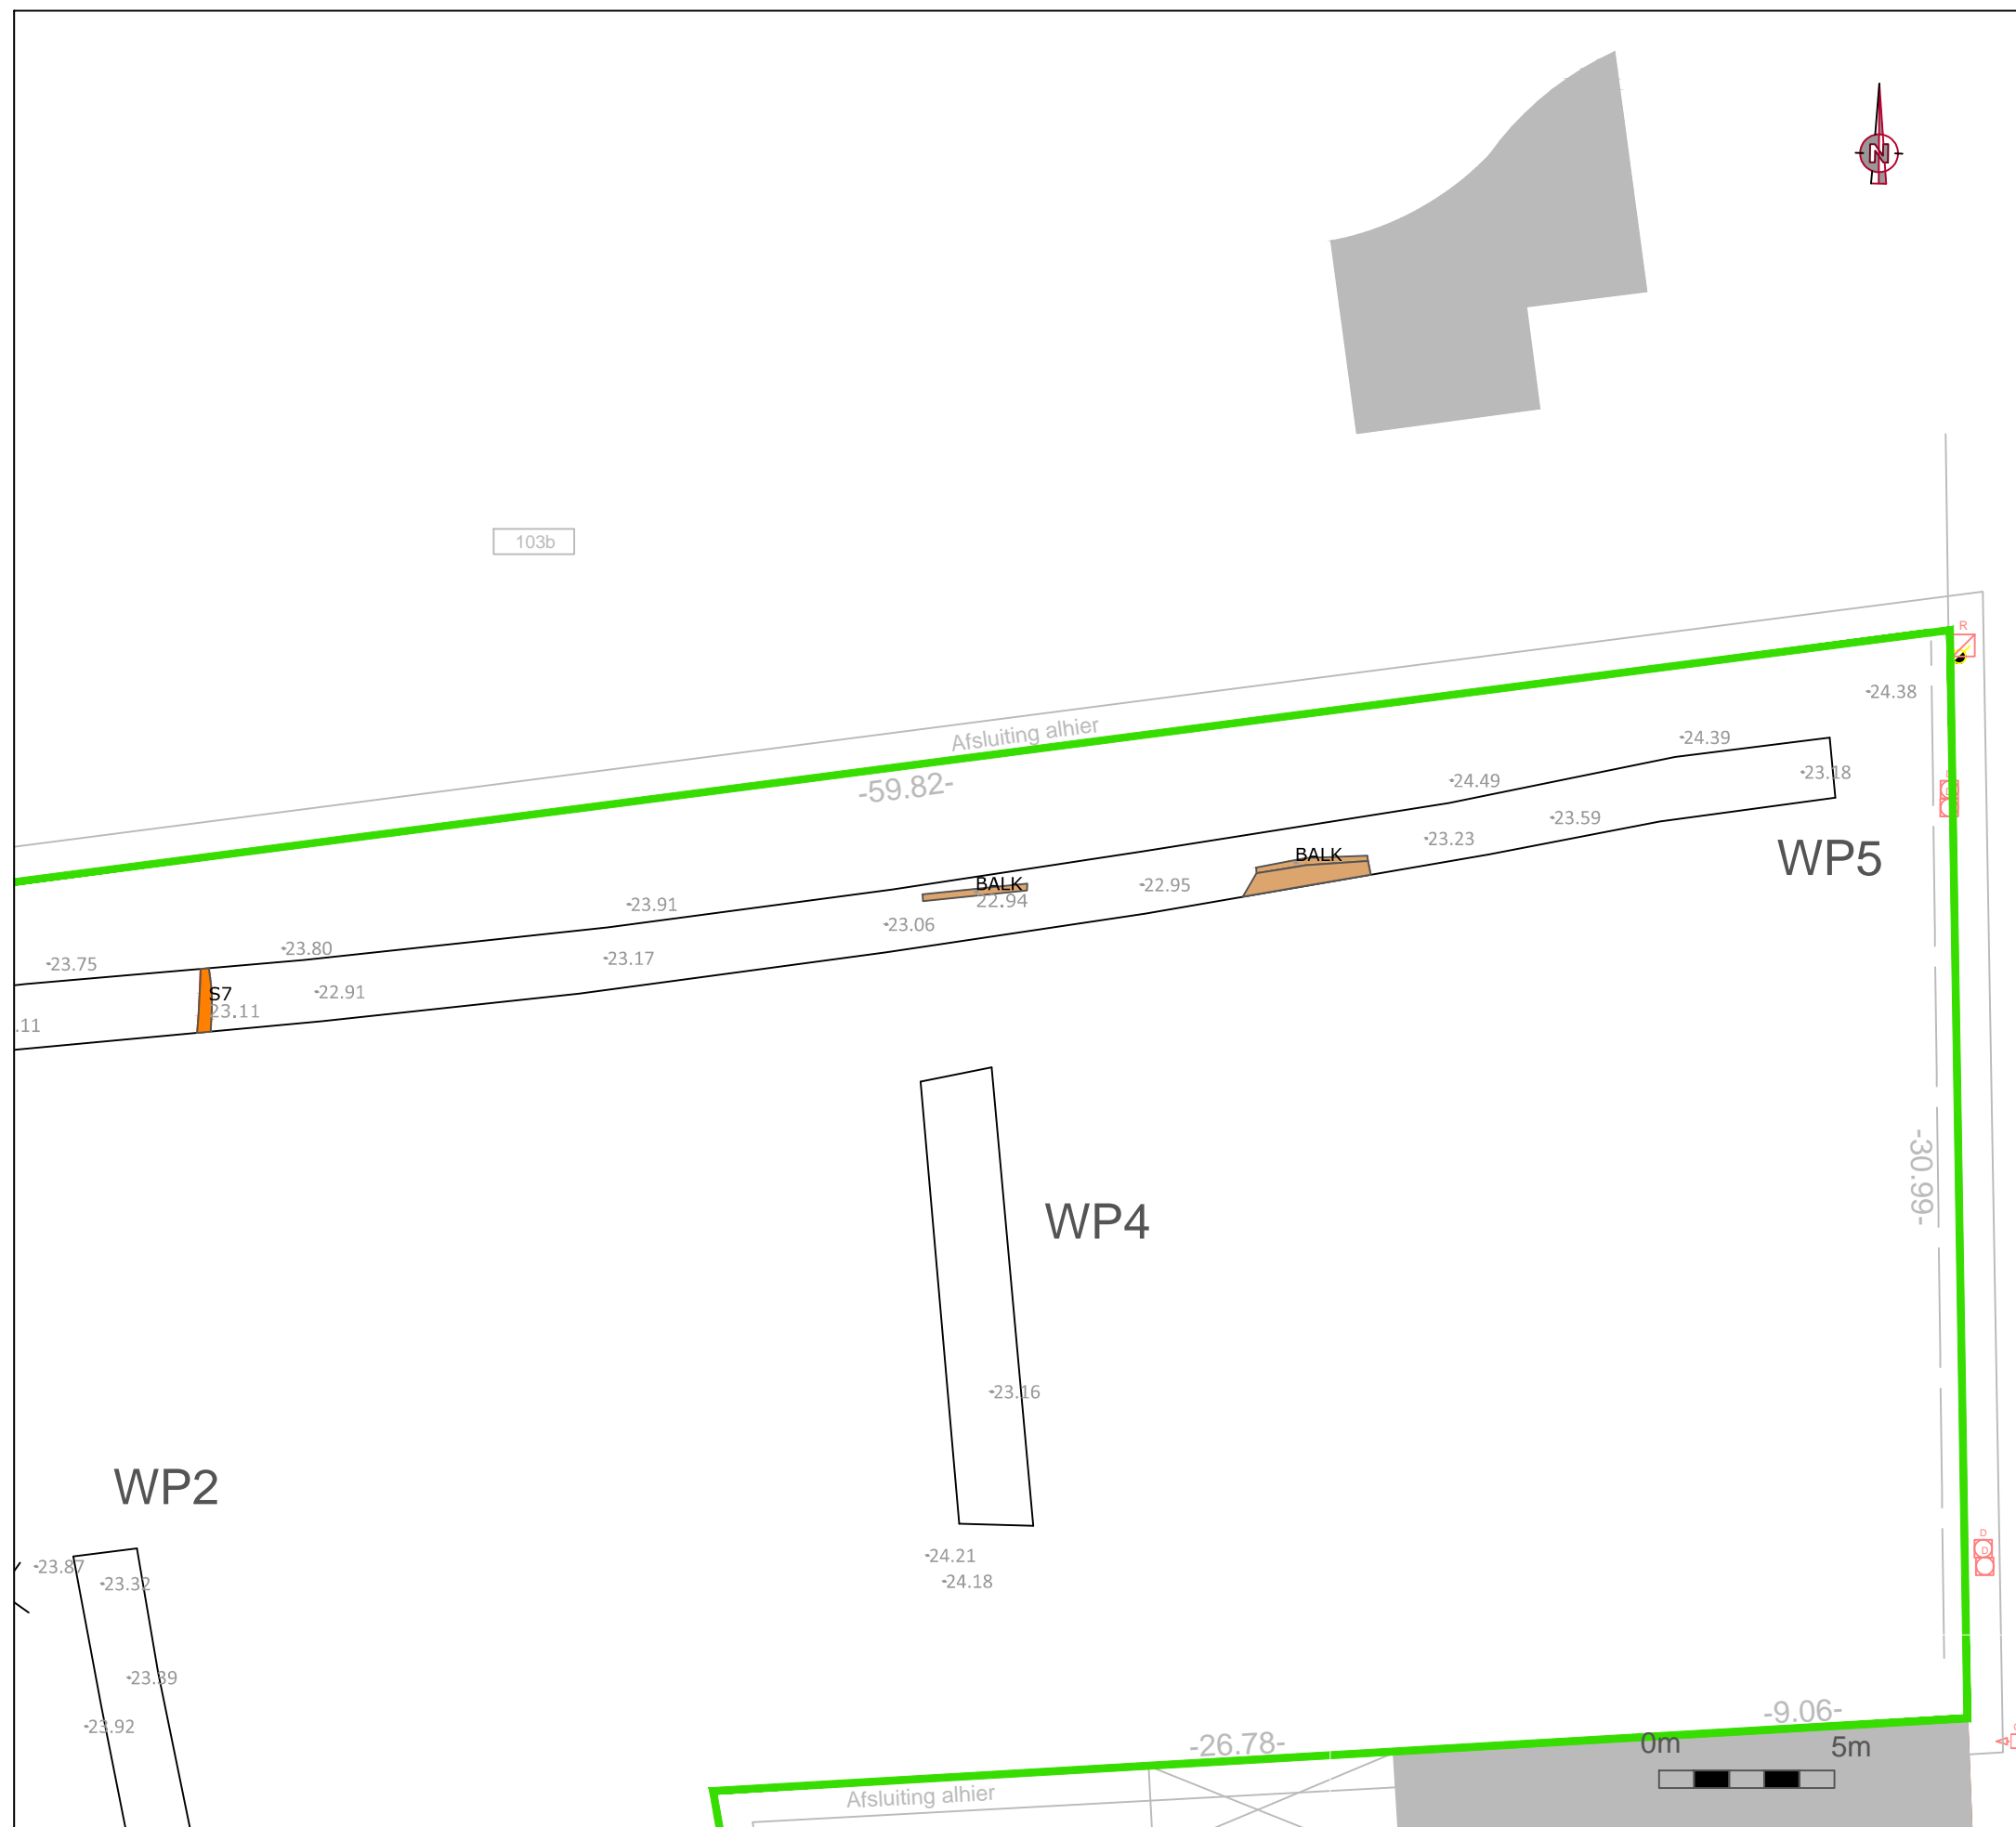 N
103b
R
-24.38
Afsluiting alhier
-24.39
-59.82-
-23.18
-24.49
-23.59
-23.23
WP5
BALK
BALK
-22.95
22.94
-23.91
-23.06
-23.80
-23.17
-23.75
-22.91
S7
23.11
.11
-30.99-
WP4
-23.16
WP2
-24.21
-23.87
-24.18
-23.32
D
D
-23.39
-23.92
-9.06-
-26.78-
0m
5m
Afsluiting alhier